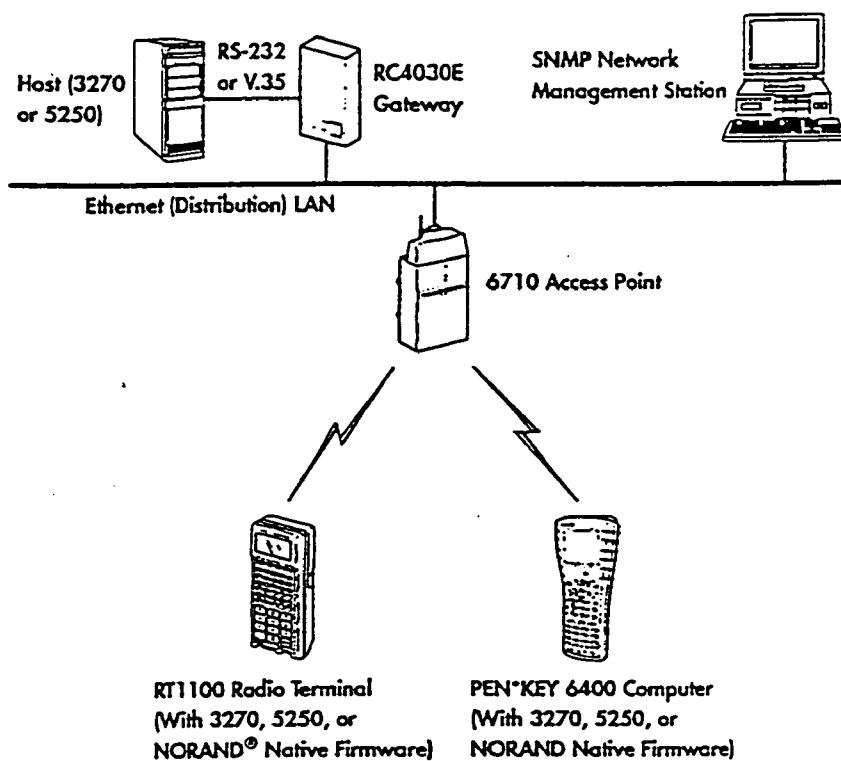 Host (3270
or 5250)
RS-232
or V.35
RC4030E
Gateway
SNMP Network
Management Station
Ethernet (Distribution) LAN
6710 Access Point
RT1100 Radio Terminal
(With 3270, 5250, or
NORAND® Native Firmware)
PEN*KEY 6400 Computer
(With 3270, 5250, or
NORAND Native Firmware)